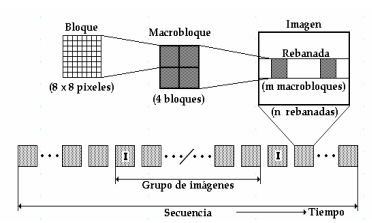 Bloque
Macrobloque
Imagen
Rebanada
(8 x 8 pixeles)
(4 bloques)
(m macrobloques)
(n rebanadas)
I
I
Grupo de imágenes
Secuencia
Tiempo